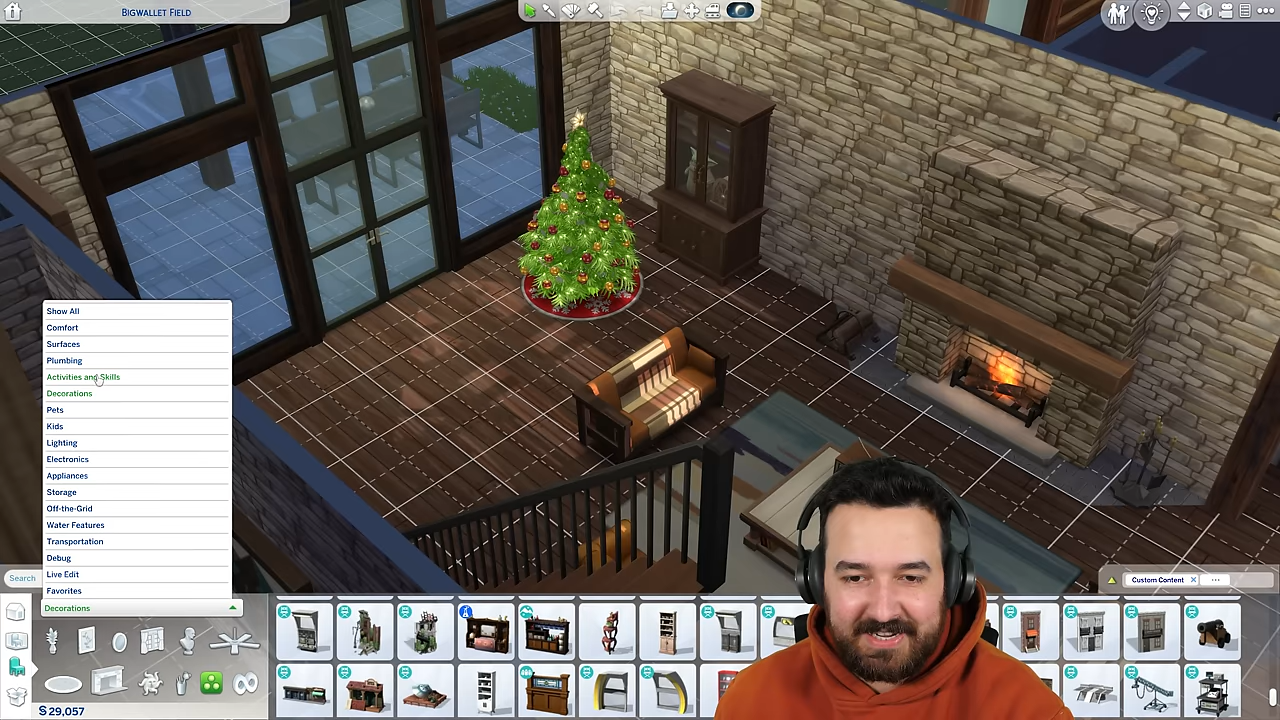 Bigwallet Field
Show All
Comfort
Surfaces
Plumbing
Activities and Skills
Decorations
Pets
Kids
Lighting
Electronics
Appliances
Storage
Off-the-Grid
Water Features
Transportation
Debug
Live Edit
Favorites
Search
Decorations
Custom Content
§29,057